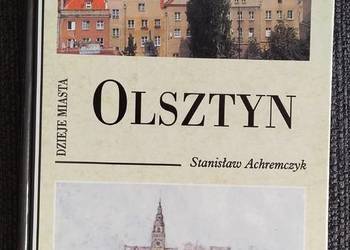 DZIEJE MIASTA
OLSZTYN
Stanisław Achremczyk